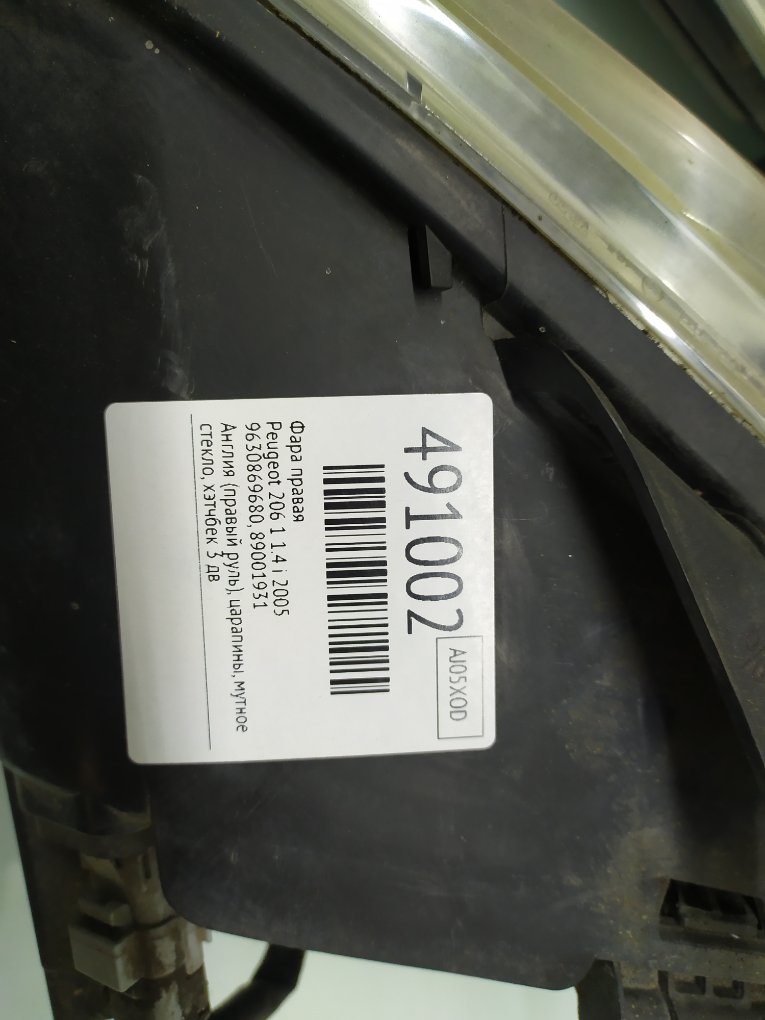 491002
AJ05XOD
Фара правая
Peugeot 206 1 1.4 i 2005
9630869680, 89001931
Англия (правый руль), царапины, мутное
стекло, хэтчбек 3 дв